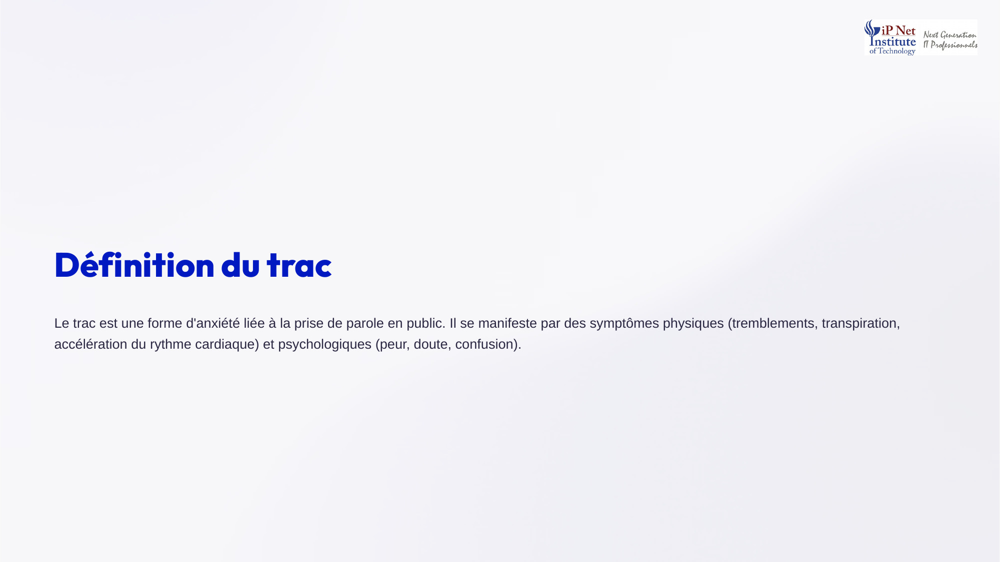 iP Net
Institute
of Technology
Next Generation
IT Professionnels
Définition du trac
Le trac est une forme d'anxiété liée à la prise de parole en public. Il se manifeste par des symptômes physiques (tremblements, transpiration,
accélération du rythme cardiaque) et psychologiques (peur, doute, confusion).